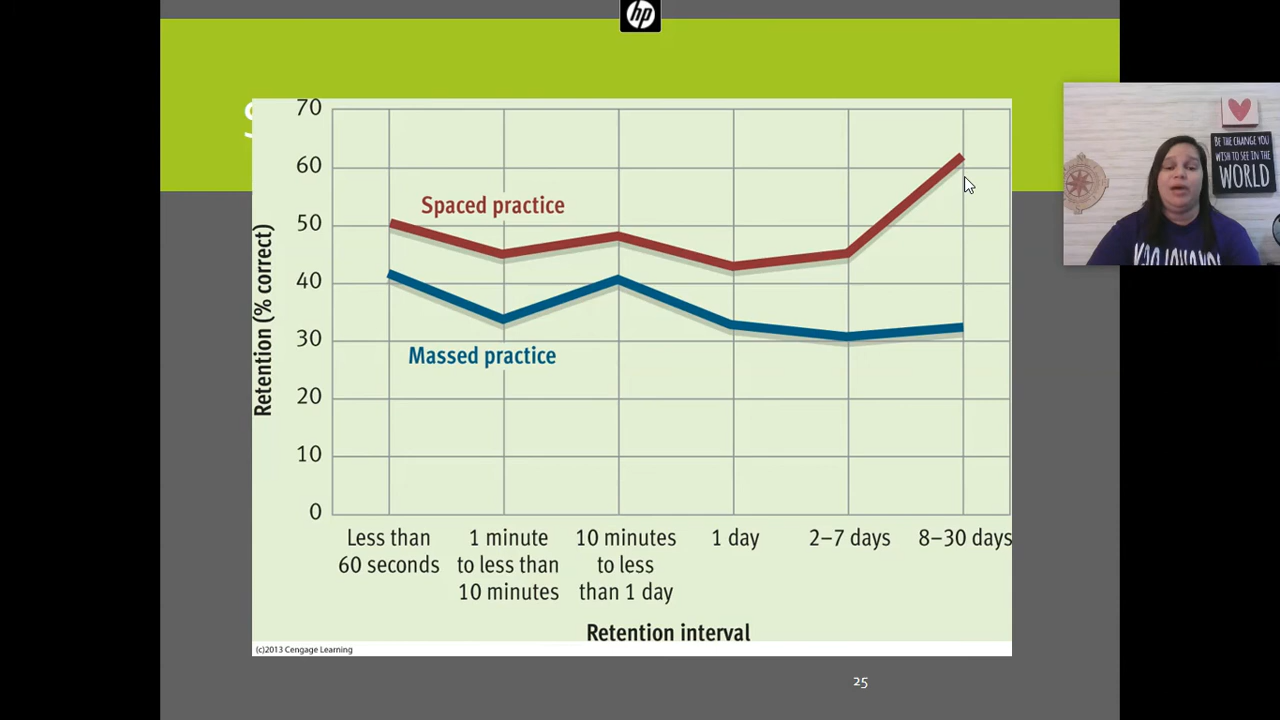 hp
S
70
60
50
40
30
20
10
0
Retention (% correct)
Spaced practice
Massed practice
Less than
60 seconds
1 minute
to less than
10 minutes
10 minutes
to less
than 1 day
1 day
2–7 days
8–30 days
Retention interval
(c)2013 Cengage Learning
25
BE THE CHANGE YOU
WISH TO SEE IN THE
WORLD